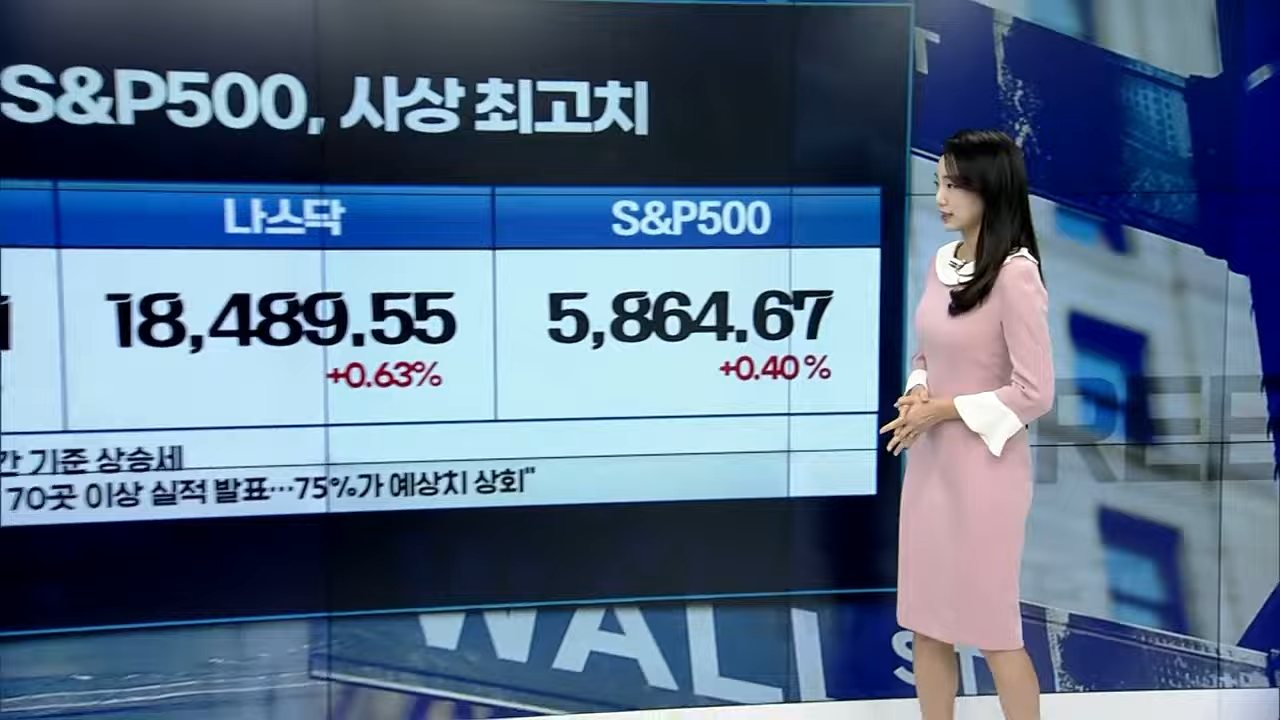 S&P500, 사상 최고치
나스닥
S&P500
18,489.55
5,864.67
+0.63%
+0.40%
기준 상승세
70곳 이상 실적 발표…75%가 예상치 상회"
WALL ST